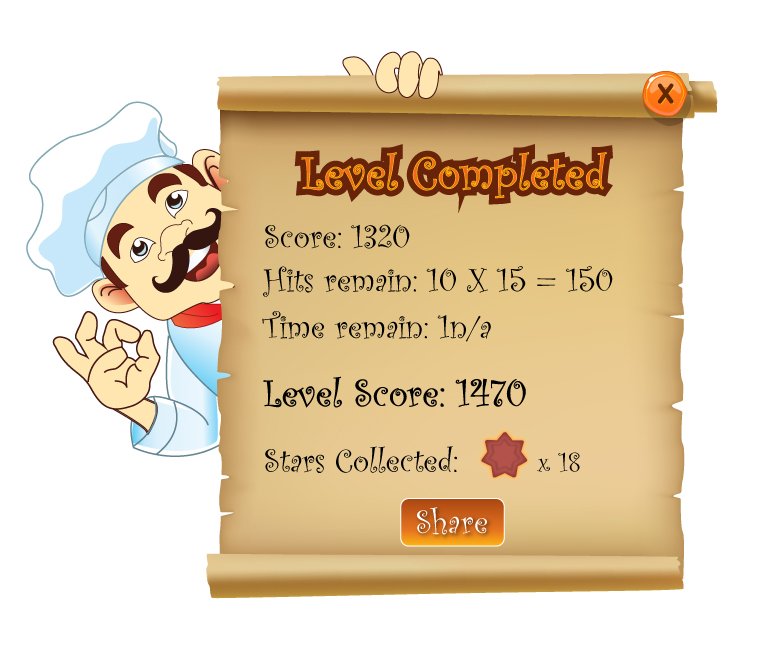 X
Level Completed
Score: 1320
Hits remain: 10 X 15 = 150
Time remain: 1n/a
Level Score: 1470
Stars Collected: x 18
Share